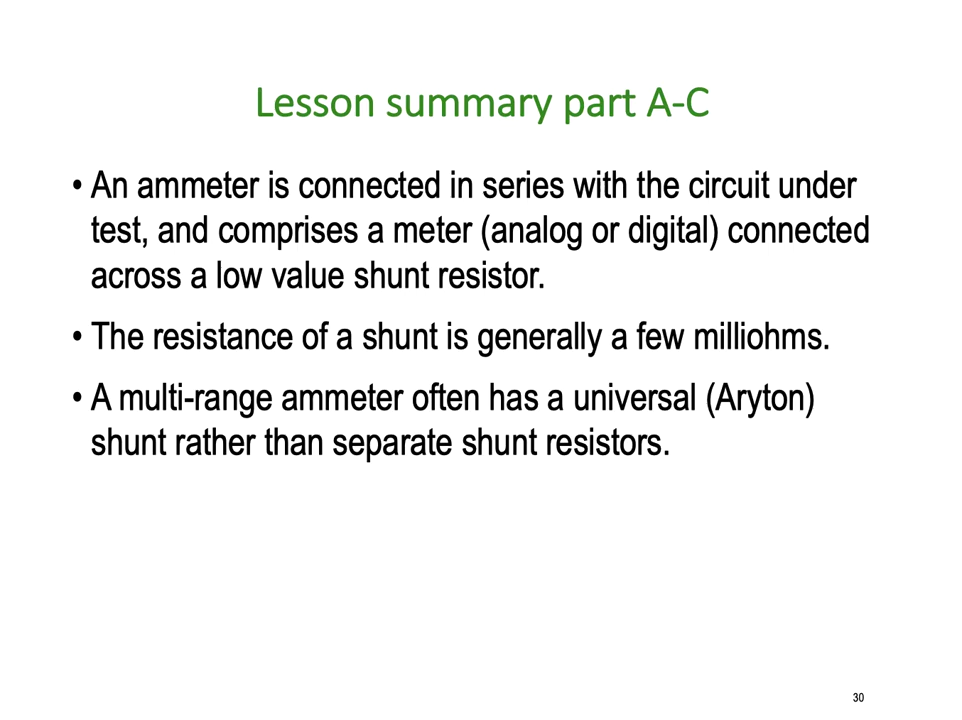 Lesson summary part A-C
• An ammeter is connected in series with the circuit under
test, and comprises a meter (analog or digital) connected
across a low value shunt resistor.
• The resistance of a shunt is generally a few milliohms.
• A multi-range ammeter often has a universal (Aryton)
shunt rather than separate shunt resistors.
30